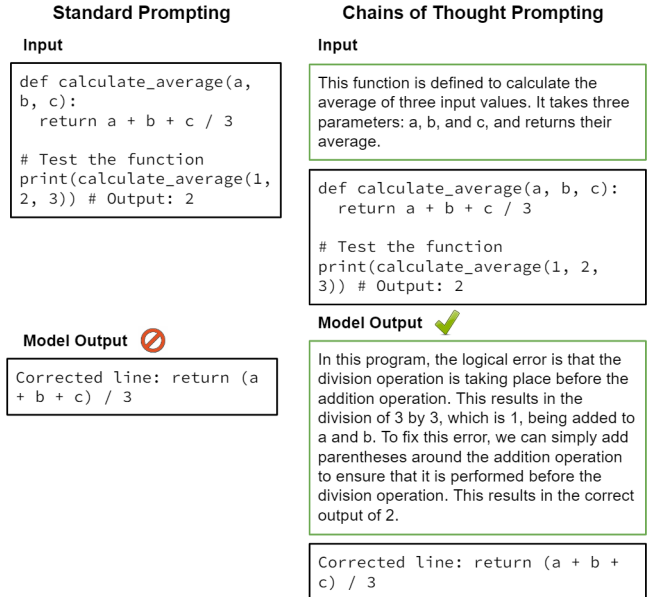 Standard Prompting
Input
def calculate_average(a,
b, c):
  return a + b + c / 3
# Test the function
print(calculate_average(1,
2, 3)) # Output: 2
Model Output
Corrected line: return (a
+ b + c) / 3
Chains of Thought Prompting
Input
This function is defined to calculate the
average of three input values. It takes three
parameters: a, b, and c, and returns their
average.
def calculate_average(a, b, c):
  return a + b + c / 3
# Test the function
print(calculate_average(1, 2,
3)) # Output: 2
Model Output
In this program, the logical error is that the
division operation is taking place before the
addition operation. This results in the
division of 3 by 3, which is 1, being added to
a and b. To fix this error, we can simply add
parentheses around the addition operation
to ensure that it is performed before the
division operation. This results in the correct
output of 2.
Corrected line: return (a + b +
c) / 3